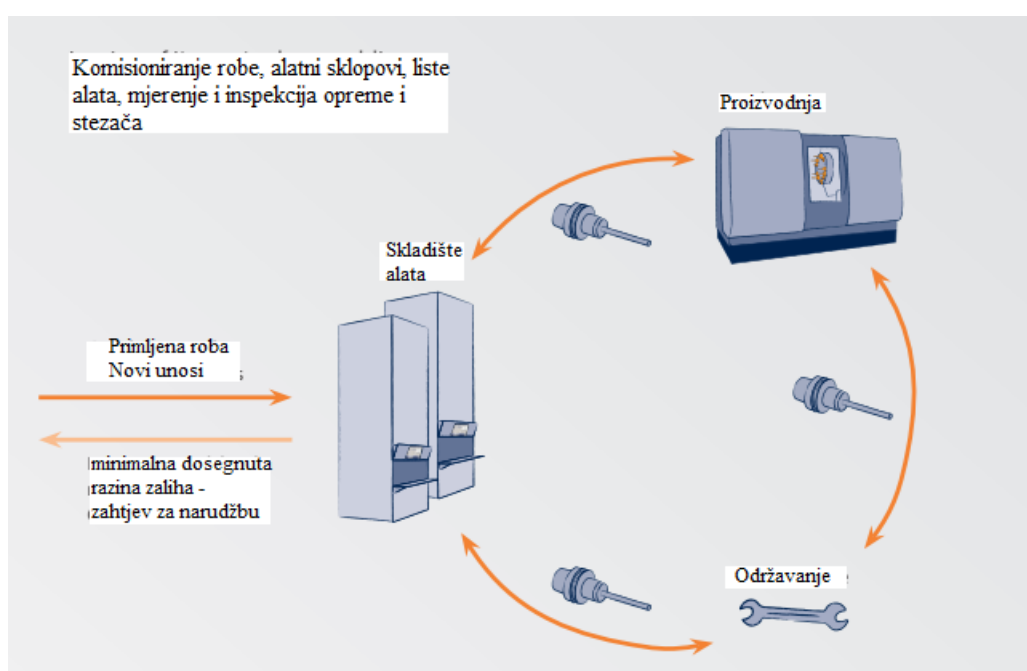 Komisioniranje robe, alatni sklopovi, liste
alata, mjerenje i inspekcija opreme i
stezača
Proizvodnja
Skladište
alata
Primljena roba
Novi unosi
minimalna dosegnuta
razina zaliha -
zahtjev za narudžbu
Održavanje